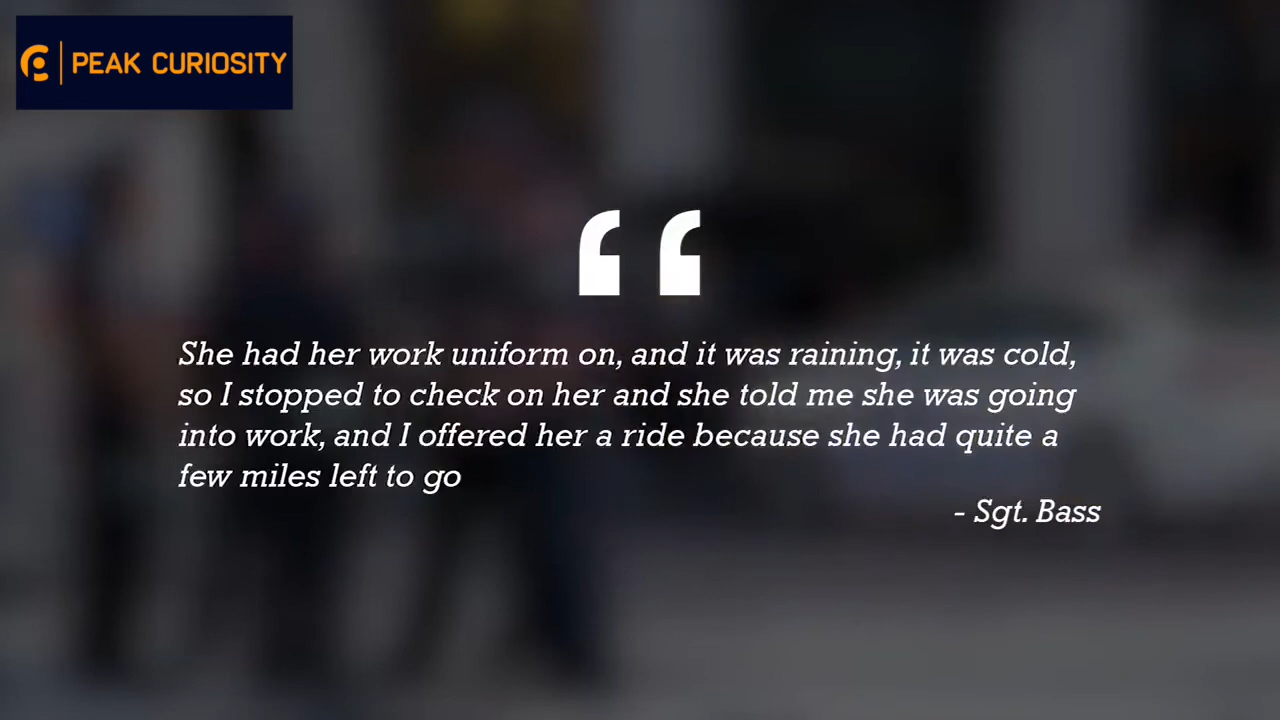 PEAK CURIOSITY
She had her work uniform on, and it was raining, it was cold,
so I stopped to check on her and she told me she was going
into work, and I offered her a ride because she had quite a
few miles left to go
- Sgt. Bass